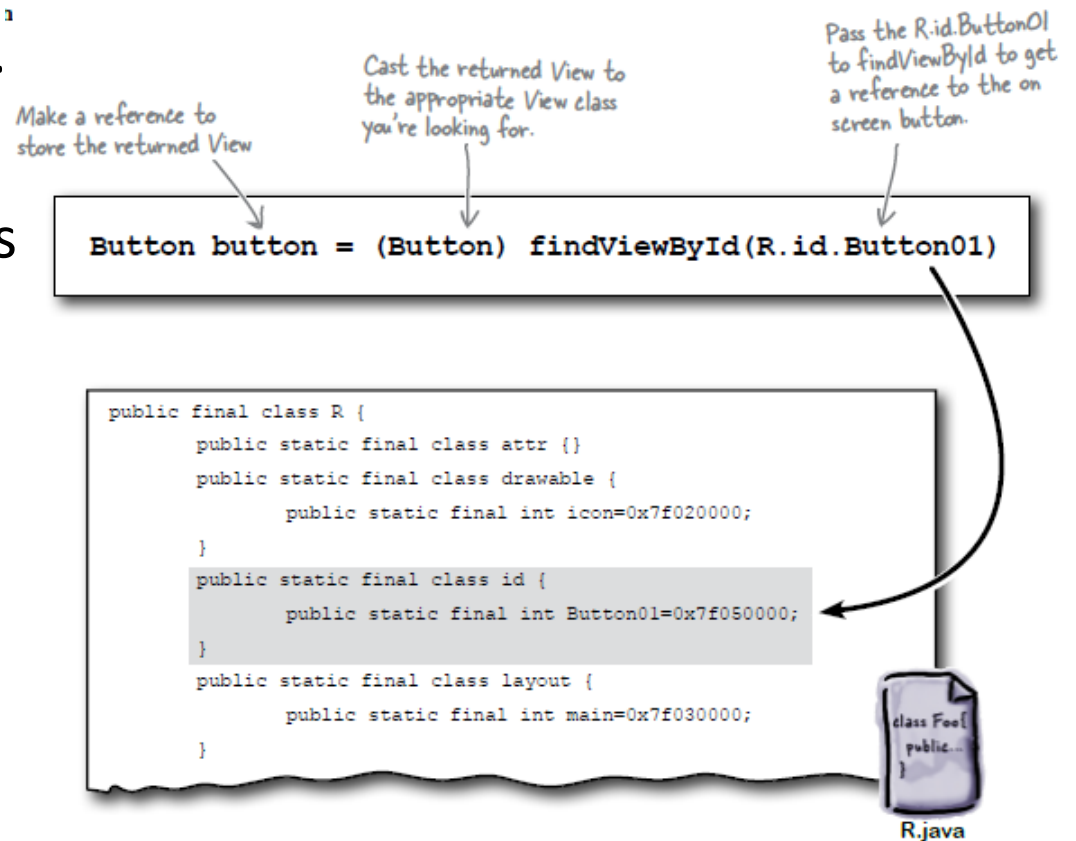 Make a reference to
store the returned View
Cast the returned View to
the appropriate View class
you're looking for.
Pass the R.id.Button01
to findViewById to get
a reference to the on
screen button.
s
Button button = (Button) findViewById(R.id.Button01)
public final class R {
public static final class attr {}
public static final class drawable {
public static final int icon=0x7f020000;
}
public static final class id {
public static final int Button01=0x7f050000;
}
public static final class layout {
public static final int main=0x7f030000;
}
class Foo{
public...
}
R.java